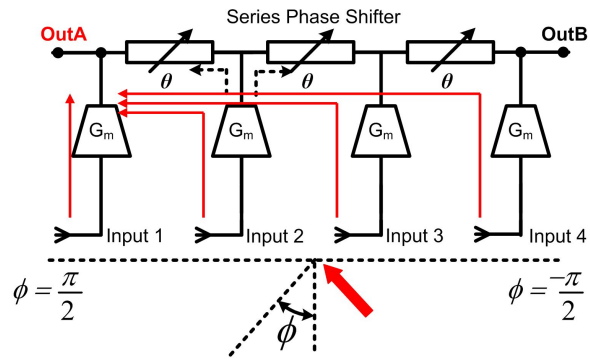 Series Phase Shifter
OutA
OutB
θ
θ
θ
Gm
Gm
Gm
Gm
Input 1
Input 2
Input 3
Input 4
ϕ = π/2
ϕ = -π/2
ϕ